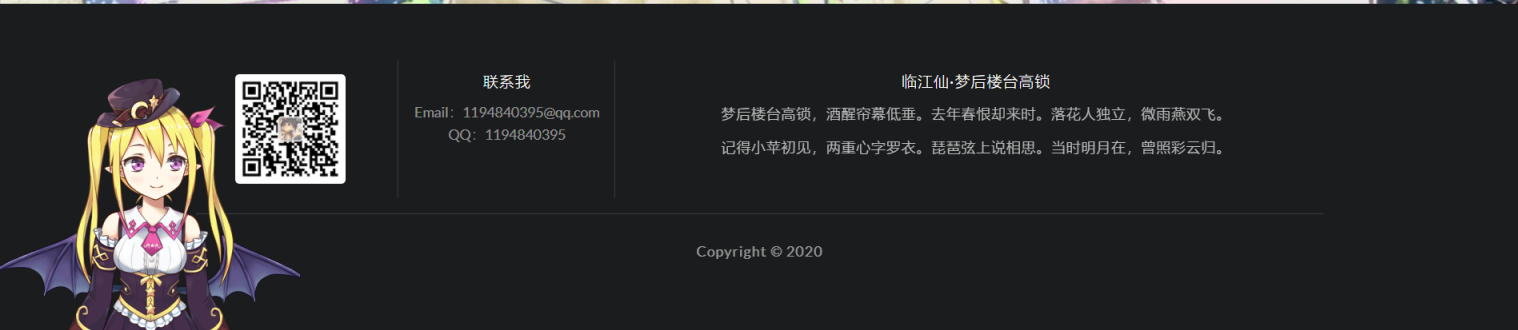 联系我
Email：1194840395@qq.com
QQ：1194840395
临江仙·梦后楼台高锁
梦后楼台高锁，酒醒帘幕低垂。去年春恨却来时。落花人独立，微雨燕双飞。
记得小苹初见，两重心字罗衣。琵琶弦上说相思。当时明月在，曾照彩云归。
Copyright © 2020